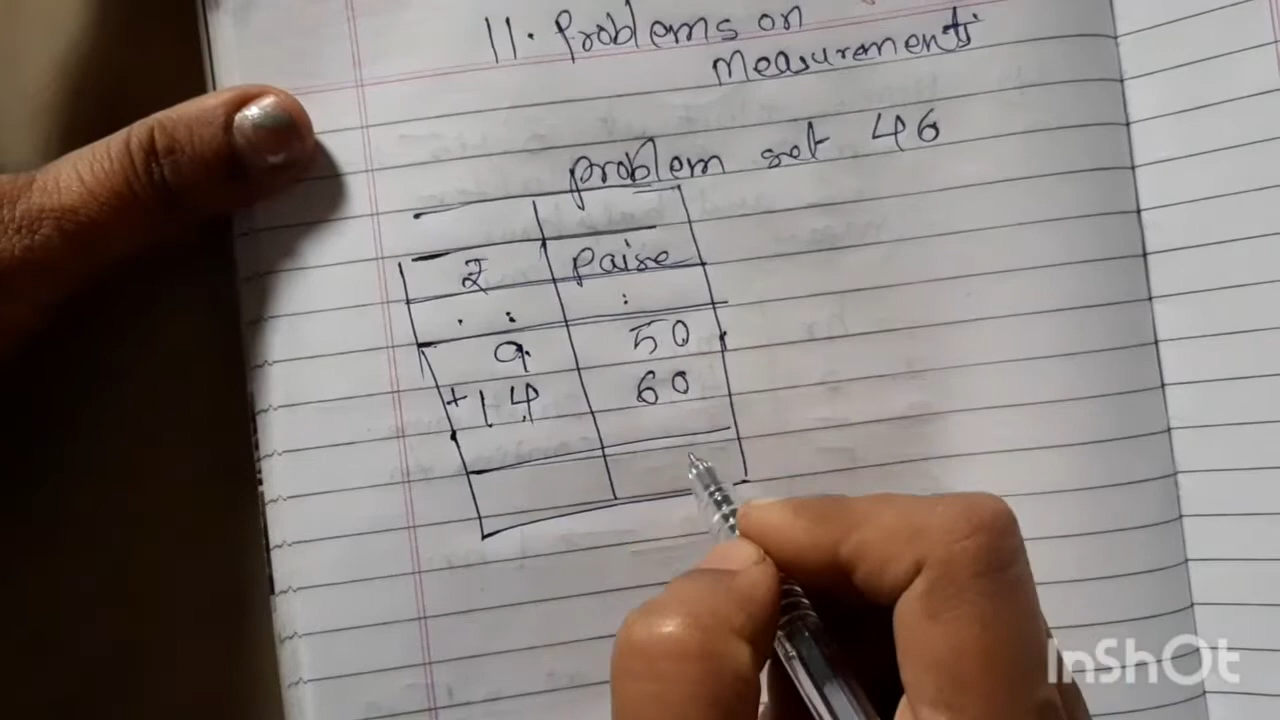 11. Problems on
Measurements
Problem set 46
₹ Paise
9 50
+ 14 60
InShOt